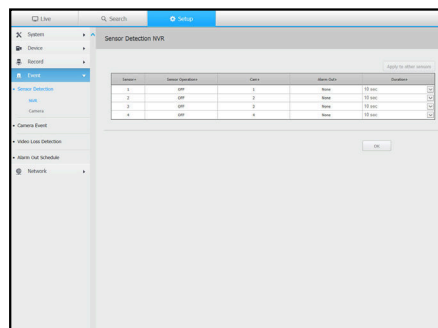 Live
Search
Setup
System
Device
Record
Event
Sensor Detection
NVR
Camera
Camera Event
Video Loss Detection
Alarm Out Schedule
Network
Sensor Detection NVR
Apply to other sensors
Sensor Sensor Operation Cam Alarm Out Duration
1 Off 1 None 10 sec
2 Off 2 None 10 sec
3 Off 3 None 10 sec
4 Off 4 None 10 sec
OK